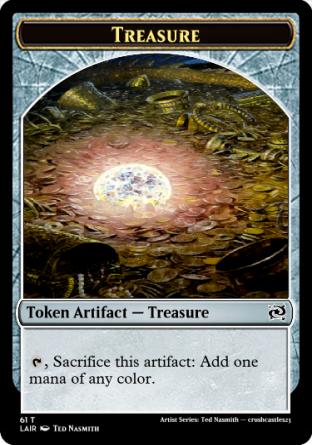 TREASURE
Token Artifact — Treasure
, Sacrifice this artifact: Add one
mana of any color.
61 T
LAIR Ted Nasmith
Artist Series: Ted Nasmith — crushcastles23